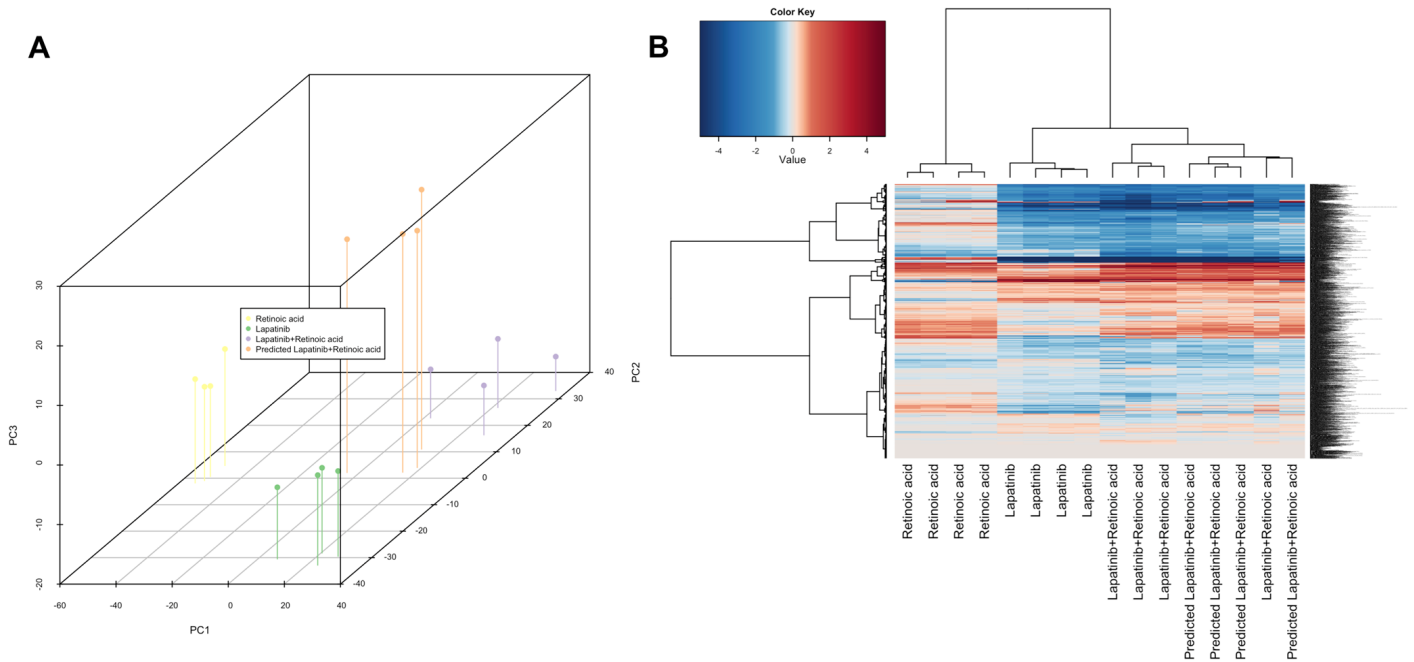 A
30
20
10
0
-10
-20
PC3
-60
-40
-20
0
20
40
PC1
-40
-30
-20
-10
0
10
20
30
40
PC2
Retinoic acid
Lapatinib
Lapatinib+Retinoic acid
Predicted Lapatinib+Retinoic acid
B
Color Key
-4
-2
0
2
4
Value
Retinoic acid
Retinoic acid
Retinoic acid
Retinoic acid
Lapatinib
Lapatinib
Lapatinib
Lapatinib
Lapatinib+Retinoic acid
Lapatinib+Retinoic acid
Lapatinib+Retinoic acid
Predicted Lapatinib+Retinoic acid
Predicted Lapatinib+Retinoic acid
Predicted Lapatinib+Retinoic acid
Lapatinib+Retinoic acid
Predicted Lapatinib+Retinoic acid